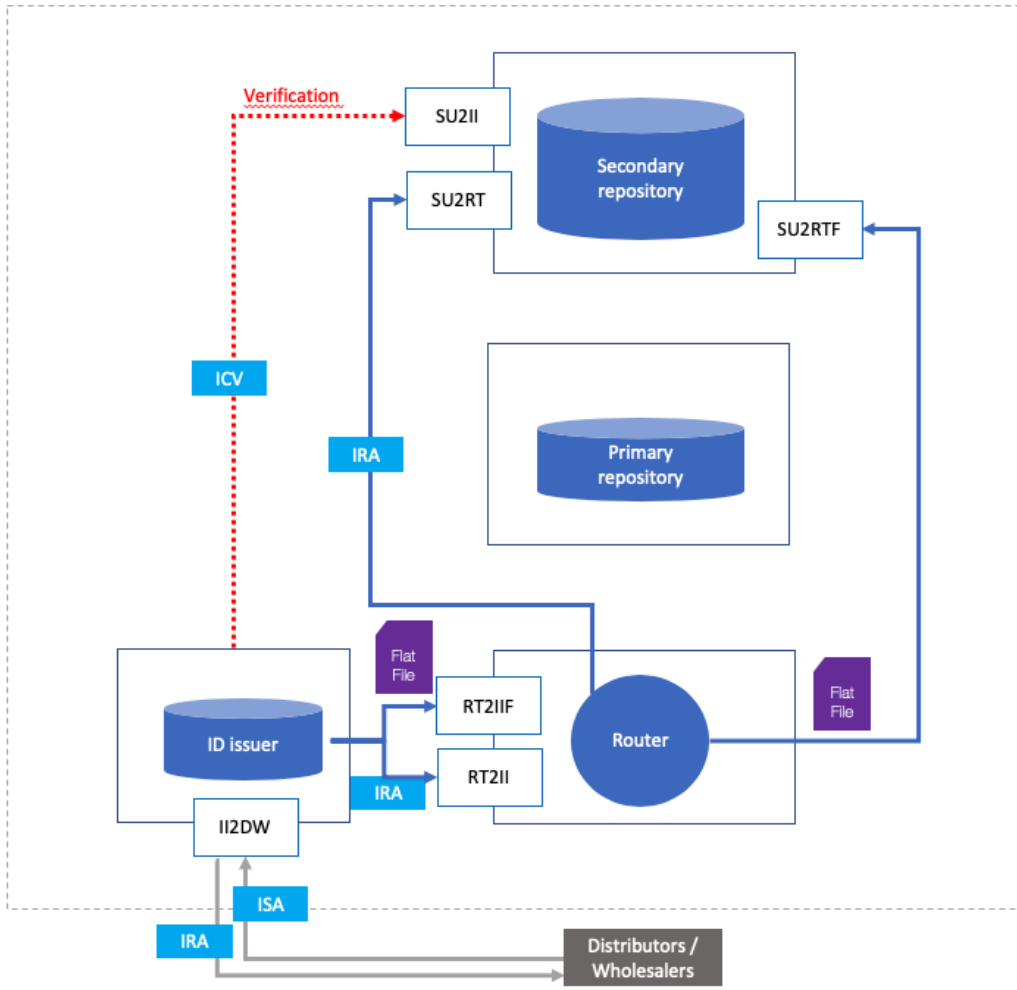 Verification
SU2II
Secondary
repository
SU2RT
SU2RTF
ICV
IRA
Primary
repository
Flat
File
RT2IIF
Flat
File
ID issuer
Router
RT2II
IRA
II2DW
ISA
IRA
Distributors /
Wholesalers